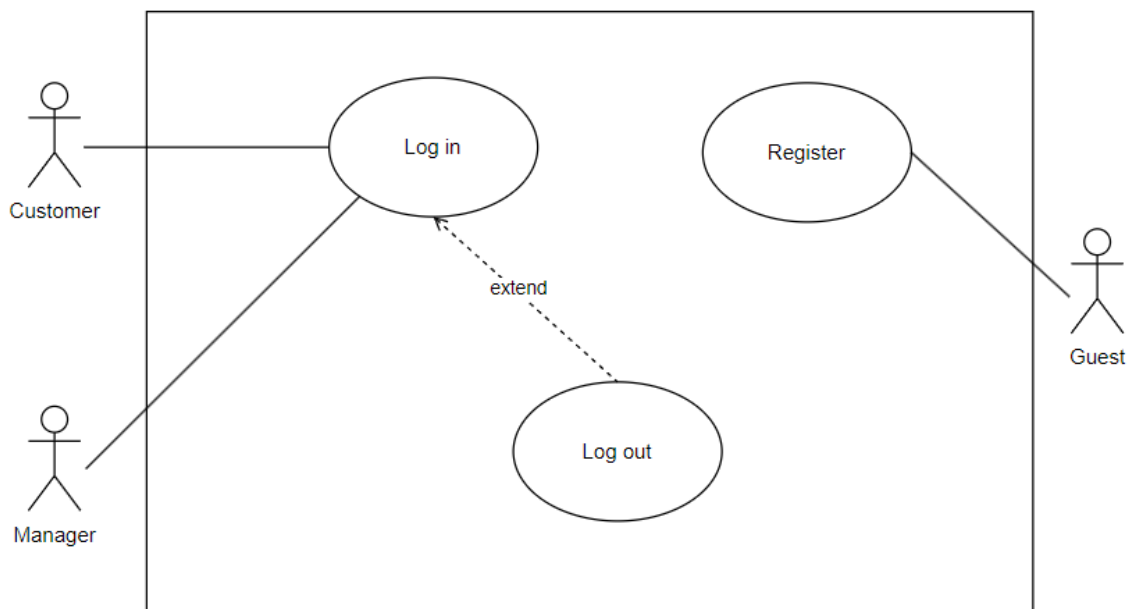 Log in
Register
Customer
extend
Guest
Log out
Manager